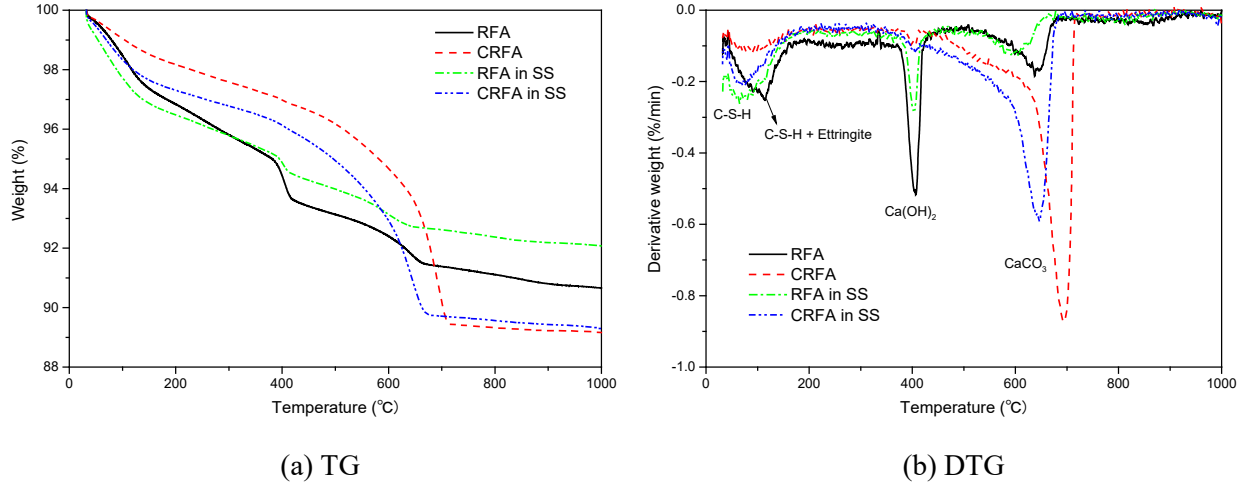 100
98
96
94
92
90
88
Weight (%)
RFA
CRFA
RFA in SS
CRFA in SS
0
200
400
600
800
1000
Temperature (℃)
(a) TG
0.0
-0.2
-0.4
-0.6
-0.8
-1.0
Derivative weight (%/min)
C-S-H
C-S-H + Ettringite
Ca(OH)₂
CaCO₃
RFA
CRFA
RFA in SS
CRFA in SS
0
200
400
600
800
1000
Temperature (℃)
(b) DTG